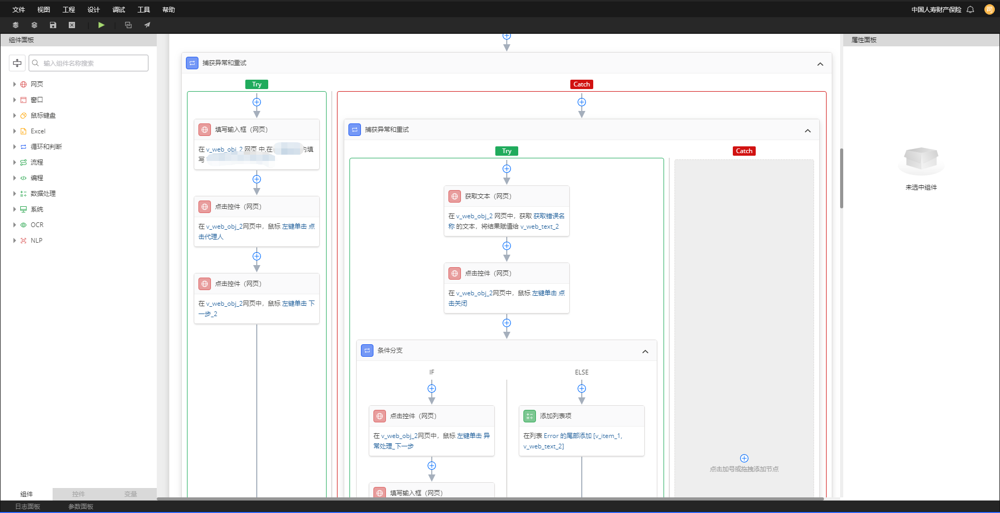 文件 视图 工程 设计 调试 工具 帮助
中国人寿财产保险
司
组件面板
输入组件名称搜索
网页
窗口
鼠标键盘
Excel
循环和判断
流程
编程
数据处理
系统
OCR
NLP
组件 控件 变量
日志面板 参数面板
捕获异常和重试
Try
Catch
填写输入框（网页）
在 v_web_obj_2 网页 中,在
内填
写
点击控件（网页）
在 v_web_obj_2网页中，鼠标 左键单击 点
击代理人
点击控件（网页）
在 v_web_obj_2网页中，鼠标 左键单击 下
一步_2
捕获异常和重试
Try
Catch
获取文本（网页）
在 v_web_obj_2 网页中，获取 获取错误名
称 的文本，将结果赋值给 v_web_text_2
点击控件（网页）
在 v_web_obj_2网页中，鼠标 左键单击 点
击关闭
条件分支
IF
ELSE
点击控件（网页）
在 v_web_obj_2网页中，鼠标 左键单击 异
常处理_下一步
填写输入框（网页）
添加列表项
在列表 Error 的尾部添加 [v_item_1,
v_web_text_2]
点击加号或拖拽添加节点
属性面板
未选中组件